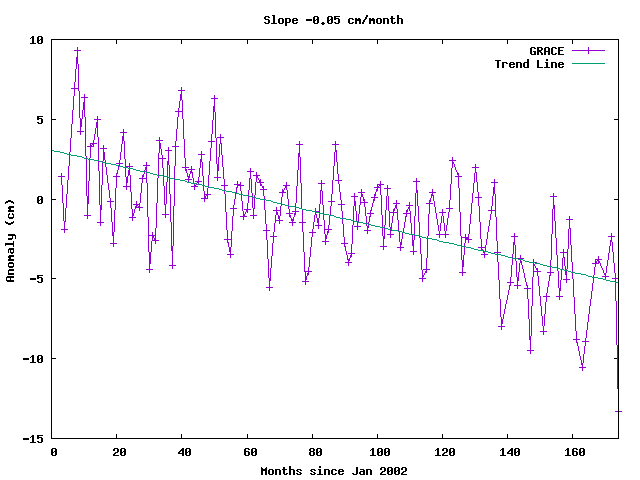 Slope -0.05 cm/month
10
GRACE
Trend Line
5
0
Anomaly (cm)
-5
-10
-15
0 20 40 60 80 100 120 140 160
Months since Jan 2002